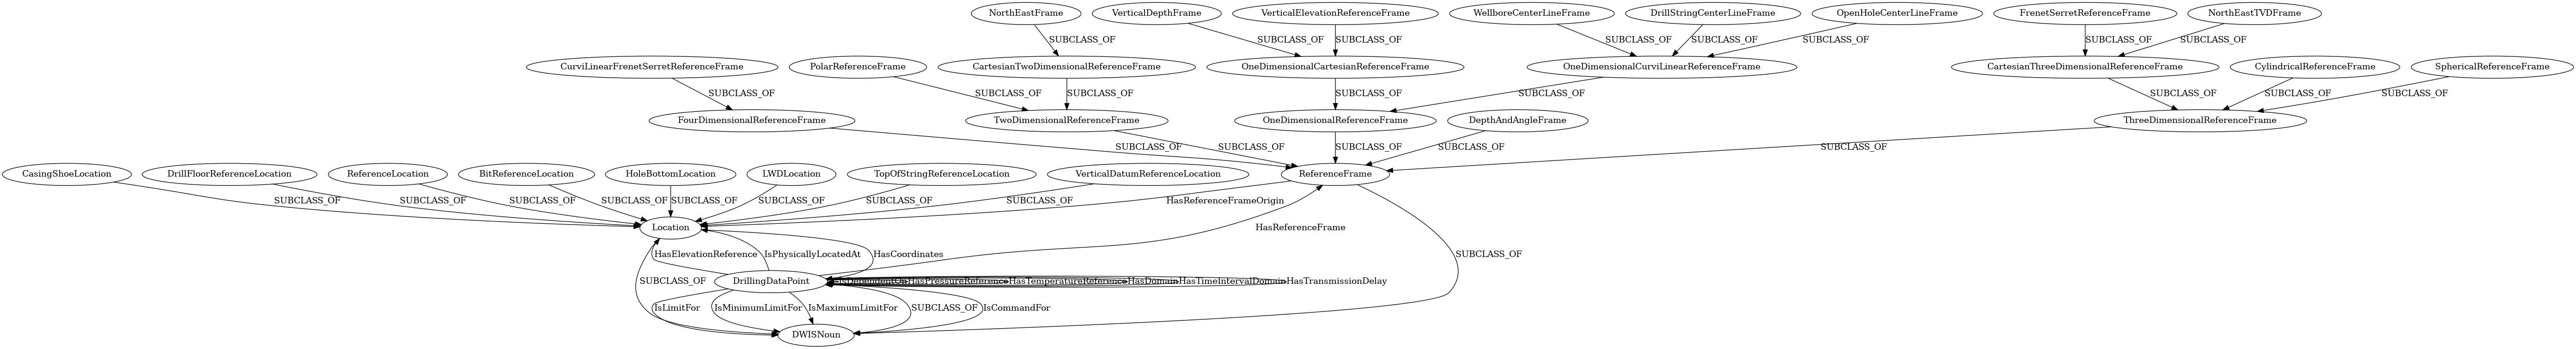 NorthEastFrame
VerticalDepthFrame
VerticalElevationReferenceFrame
WellboreCenterLineFrame
DrillStringCenterLineFrame
OpenHoleCenterLineFrame
FrenetSerretReferenceFrame
NorthEastTVDFrame
SUBCLASS_OF
SUBCLASS_OF
SUBCLASS_OF
SUBCLASS_OF
SUBCLASS_OF
SUBCLASS_OF
SUBCLASS_OF
SUBCLASS_OF
CurviLinearFrenetSerretReferenceFrame
PolarReferenceFrame
CartesianTwoDimensionalReferenceFrame
OneDimensionalCartesianReferenceFrame
OneDimensionalCurviLinearReferenceFrame
CartesianThreeDimensionalReferenceFrame
CylindricalReferenceFrame
SphericalReferenceFrame
SUBCLASS_OF
SUBCLASS_OF
SUBCLASS_OF
SUBCLASS_OF
SUBCLASS_OF
SUBCLASS_OF
SUBCLASS_OF
SUBCLASS_OF
FourDimensionalReferenceFrame
TwoDimensionalReferenceFrame
OneDimensionalReferenceFrame
DepthAndAngleFrame
ThreeDimensionalReferenceFrame
SUBCLASS_OF
SUBCLASS_OF
SUBCLASS_OF
SUBCLASS_OF
SUBCLASS_OF
CasingShoeLocation
DrillFloorReferenceLocation
ReferenceLocation
BitReferenceLocation
HoleBottomLocation
LWDLocation
TopOfStringReferenceLocation
VerticalDatumReferenceLocation
ReferenceFrame
SUBCLASS_OF
SUBCLASS_OF
SUBCLASS_OF
SUBCLASS_OF
SUBCLASS_OF
SUBCLASS_OF
SUBCLASS_OF
SUBCLASS_OF
HasReferenceFrameOrigin
Location
HasReferenceFrame
SUBCLASS_OF
HasElevationReference
IsPhysicallyLocatedAt
HasCoordinates
SUBCLASS_OF
DrillingDataPoint
IsDependentOn
HasPressureReference
HasTemperatureReference
HasDomain
HasTimeIntervalDomain
HasTransmissionDelay
IsLimitFor
IsMinimumLimitFor
IsMaximumLimitFor
SUBCLASS_OF
IsCommandFor
DWISNoun